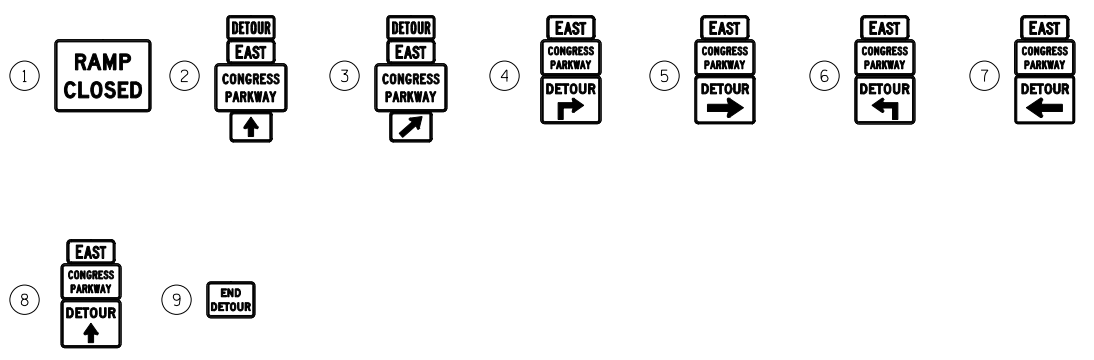 1
RAMP
CLOSED
2
DETOUR
EAST
CONGRESS
PARKWAY
3
DETOUR
EAST
CONGRESS
PARKWAY
4
EAST
CONGRESS
PARKWAY
DETOUR
5
EAST
CONGRESS
PARKWAY
DETOUR
6
EAST
CONGRESS
PARKWAY
DETOUR
7
EAST
CONGRESS
PARKWAY
DETOUR
8
EAST
CONGRESS
PARKWAY
DETOUR
9
END
DETOUR